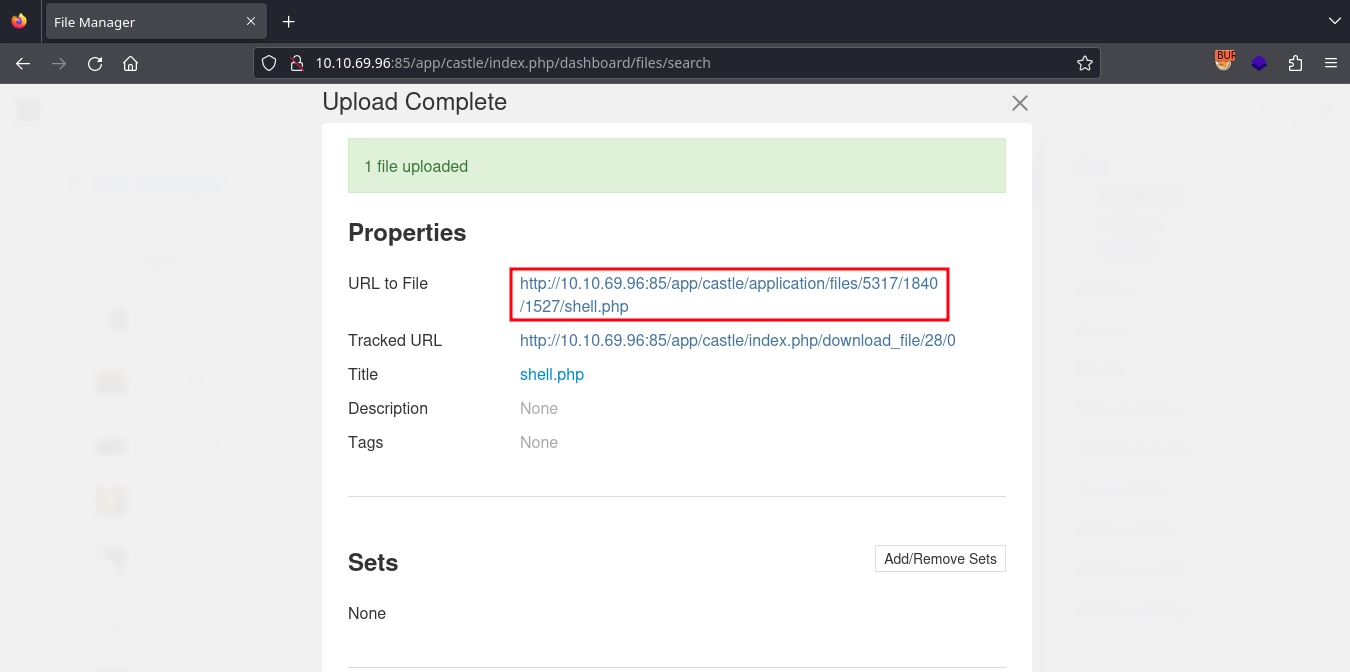 File Manager
10.10.69.96:85/app/castle/index.php/dashboard/files/search
BUR
Upload Complete
1 file uploaded
Properties
URL to File http://10.10.69.96:85/app/castle/application/files/5317/1840
/1527/shell.php
Tracked URL http://10.10.69.96:85/app/castle/index.php/download_file/28/0
Title shell.php
Description None
Tags None
Sets Add/Remove Sets
None